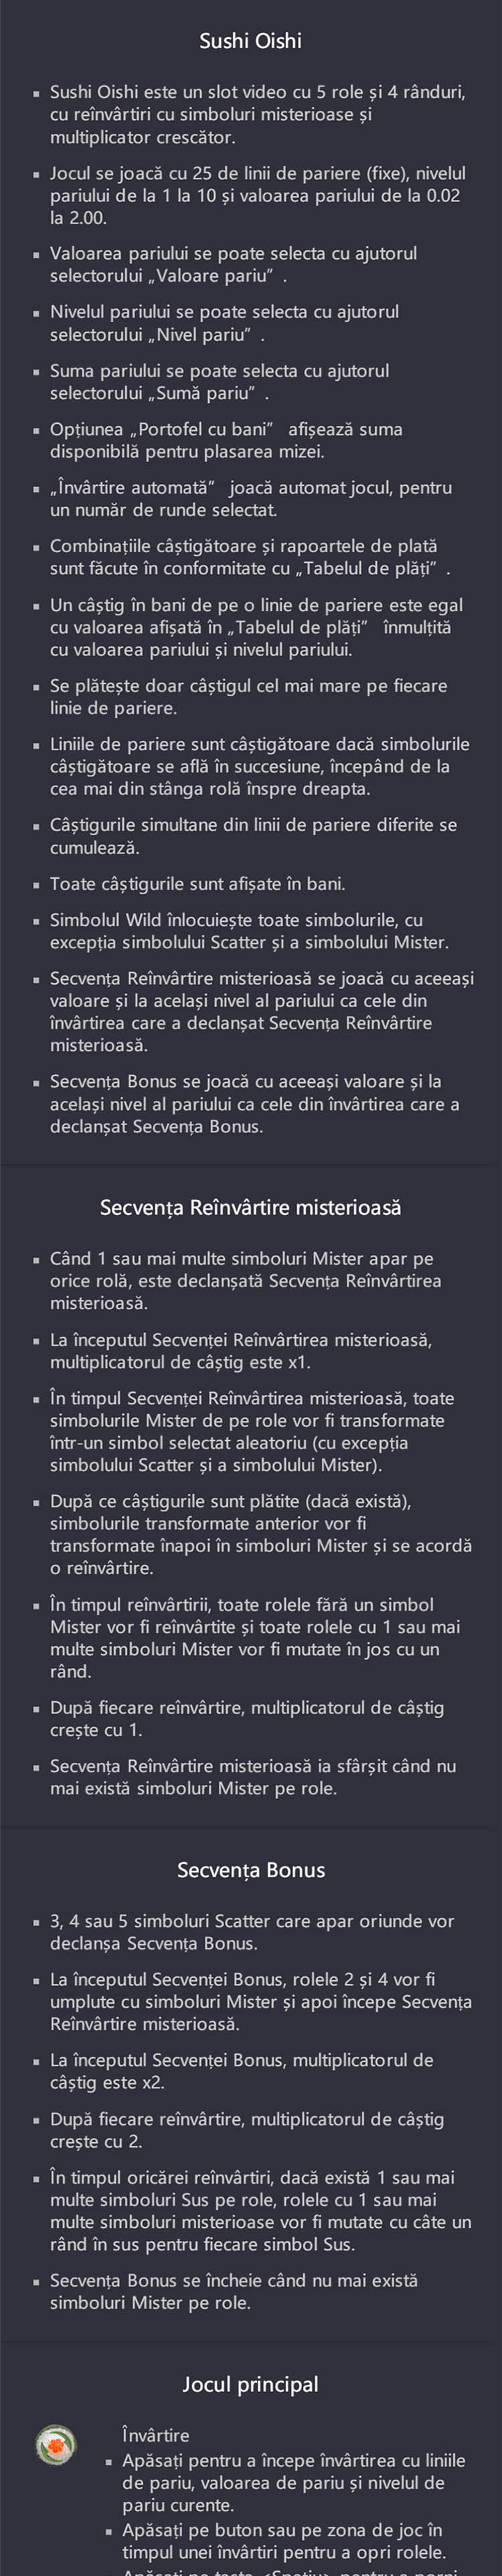 Sushi Oishi
▪ Sushi Oishi este un slot video cu 5 role și 4 rânduri,
cu reînvârtiri cu simboluri misterioase și
multiplicator crescător.
▪ Jocul se joacă cu 25 de linii de pariere (fixe), nivelul
pariului de la 1 la 10 și valoarea pariului de la 0.02
la 2.00.
▪ Valoarea pariului se poate selecta cu ajutorul
selectorului „Valoare pariu” .
▪ Nivelul pariului se poate selecta cu ajutorul
selectorului „Nivel pariu” .
▪ Suma pariului se poate selecta cu ajutorul
selectorului „Sumă pariu” .
▪ Opțiunea „Portofel cu bani” afișează suma
disponibilă pentru plasarea mizei.
▪ „Învârtire automată” joacă automat jocul, pentru
un număr de runde selectat.
▪ Combinațiile câștigătoare și rapoartele de plată
sunt făcute în conformitate cu „Tabelul de plăți” .
▪ Un câștig în bani de pe o linie de pariere este egal
cu valoarea afișată în „Tabelul de plăți” înmulțită
cu valoarea pariului și nivelul pariului.
▪ Se plătește doar câștigul cel mai mare pe fiecare
linie de pariere.
▪ Liniile de pariere sunt câștigătoare dacă simbolurile
câștigătoare se află în succesiune, începând de la
cea mai din stânga rolă înspre dreapta.
▪ Câștigurile simultane din linii de pariere diferite se
cumulează.
▪ Toate câștigurile sunt afișate în bani.
▪ Simbolul Wild înlocuiește toate simbolurile, cu
excepția simbolului Scatter și a simbolului Mister.
▪ Secvența Reînvârtire misterioasă se joacă cu aceeași
valoare și la același nivel al pariului ca cele din
învârtirea care a declanșat Secvența Reînvârtire
misterioasă.
▪ Secvența Bonus se joacă cu aceeași valoare și la
același nivel al pariului ca cele din învârtirea care a
declanșat Secvența Bonus.
Secvența Reînvârtire misterioasă
▪ Când 1 sau mai multe simboluri Mister apar pe
orice rolă, este declanșată Secvența Reînvârtirea
misterioasă.
▪ La începutul Secvenței Reînvârtirea misterioasă,
multiplicatorul de câștig este x1.
▪ În timpul Secvenței Reînvârtirea misterioasă, toate
simbolurile Mister de pe role vor fi transformate
într-un simbol selectat aleatoriu (cu excepția
simbolului Scatter și a simbolului Mister).
▪ După ce câștigurile sunt plătite (dacă există),
simbolurile transformate anterior vor fi
transformate înapoi în simboluri Mister și se acordă
o reînvârtire.
▪ În timpul reînvârtirii, toate rolele fără un simbol
Mister vor fi reînvârtite și toate rolele cu 1 sau mai
multe simboluri Mister vor fi mutate în jos cu un
rând.
▪ După fiecare reînvârtire, multiplicatorul de câștig
crește cu 1.
▪ Secvența Reînvârtire misterioasă ia sfârșit când nu
mai există simboluri Mister pe role.
Secvența Bonus
▪ 3, 4 sau 5 simboluri Scatter care apar oriunde vor
declanșa Secvența Bonus.
▪ La începutul Secvenței Bonus, rolele 2 și 4 vor fi
umplute cu simboluri Mister și apoi începe Secvența
Reînvârtire misterioasă.
▪ La începutul Secvenței Bonus, multiplicatorul de
câștig este x2.
▪ După fiecare reînvârtire, multiplicatorul de câștig
crește cu 2.
▪ În timpul oricărei reînvârtiri, dacă există 1 sau mai
multe simboluri Sus pe role, rolele cu 1 sau mai
multe simboluri misterioase vor fi mutate cu câte un
rând în sus pentru fiecare simbol Sus.
▪ Secvența Bonus se încheie când nu mai există
simboluri Mister pe role.
Jocul principal
Învârtire
▪ Apăsați pentru a începe învârtirea cu liniile
de pariu, valoarea de pariu și nivelul de
pariu curente.
▪ Apăsați pe buton sau pe zona de joc în
timpul unei învârtiri pentru a opri rolele.